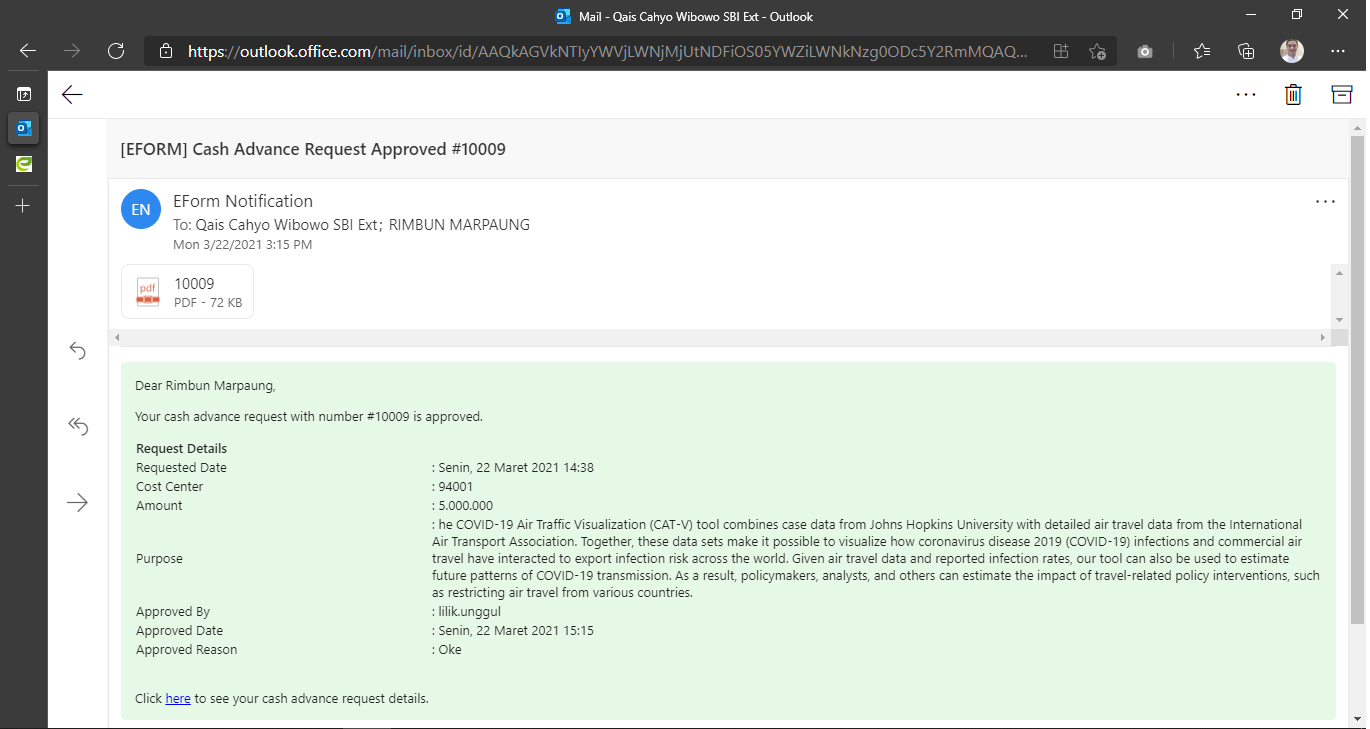 Mail - Qais Cahyo Wibowo SBI Ext - Outlook
https://outlook.office.com/mail/inbox/id/AAQkAGVkNTIyYWVjLWNjMjUtNDFiOS05YWZiLWNkNzg0ODc5Y2RmMQAQ...
[EFORM] Cash Advance Request Approved #10009
EN
EForm Notification
To: Qais Cahyo Wibowo SBI Ext; RIMBUN MARPAUNG
Mon 3/22/2021 3:15 PM
pdf
10009
PDF - 72 KB
Dear Rimbun Marpaung,
Your cash advance request with number #10009 is approved.
Request Details
Requested Date : Senin, 22 Maret 2021 14:38
Cost Center : 94001
Amount : 5.000.000
Purpose : he COVID-19 Air Traffic Visualization (CAT-V) tool combines case data from Johns Hopkins University with detailed air travel data from the International
Air Transport Association. Together, these data sets make it possible to visualize how coronavirus disease 2019 (COVID-19) infections and commercial air
travel have interacted to export infection risk across the world. Given air travel data and reported infection rates, our tool can also be used to estimate
future patterns of COVID-19 transmission. As a result, policymakers, analysts, and others can estimate the impact of travel-related policy interventions, such
as restricting air travel from various countries.
Approved By : lilik.unggul
Approved Date : Senin, 22 Maret 2021 15:15
Approved Reason : Oke
Click here to see your cash advance request details.